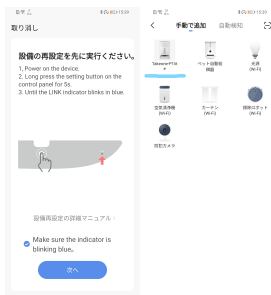 取り消し
設備の再設定を先に実行ください。
1, Power on the device.
2, Long press the setting button on the
control panel for 5s.
3, Until the LINK indicator blinks in blue.
設備再設定の詳細マニュアル
Make sure the indicator is
blinking blue。
次へ
手動で追加 自動検知
ペット自動給
餌器
光源
(Wi-Fi)
空気清浄機
(Wi-Fi)
カーテン
(Wi-Fi)
掃除ロボット
(Wi-Fi)
防犯カメラ